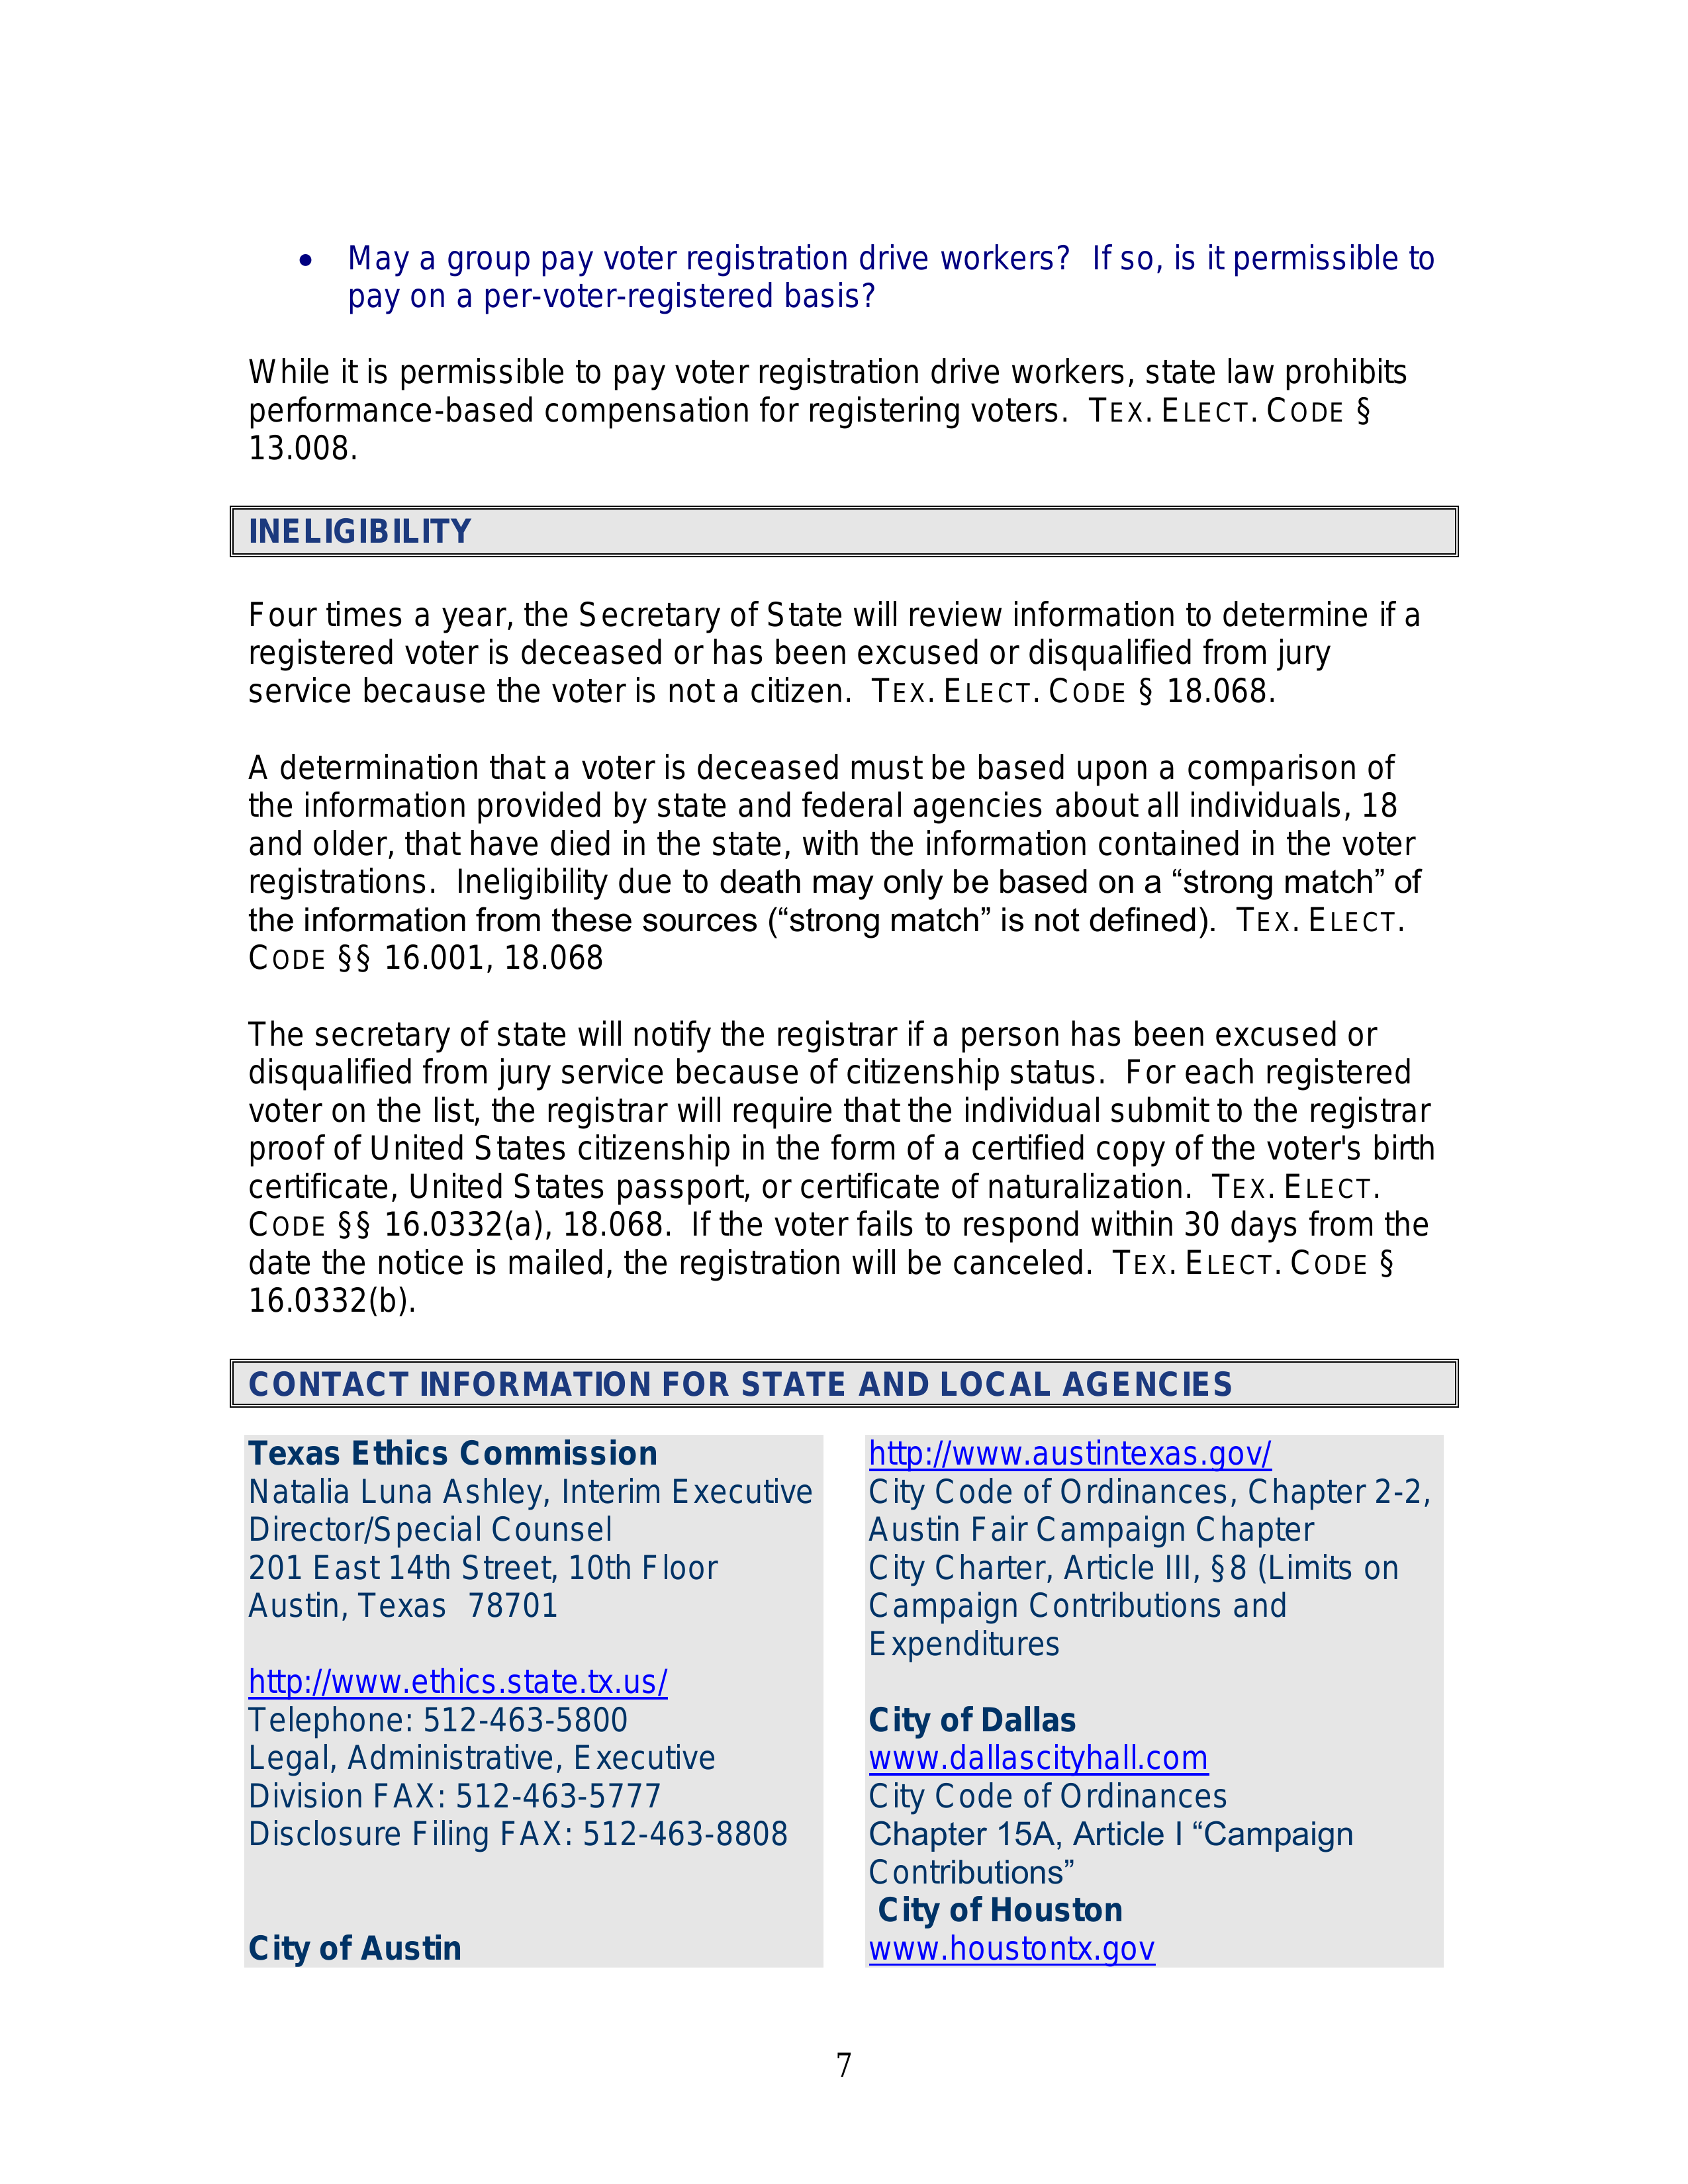 • May a group pay voter registration drive workers?  If so, is it permissible to
pay on a per-voter-registered basis?
While it is permissible to pay voter registration drive workers, state law prohibits
performance-based compensation for registering voters.  TEX. ELECT. CODE §
13.008.
INELIGIBILITY
Four times a year, the Secretary of State will review information to determine if a
registered voter is deceased or has been excused or disqualified from jury
service because the voter is not a citizen.  TEX. ELECT. CODE § 18.068.
A determination that a voter is deceased must be based upon a comparison of
the information provided by state and federal agencies about all individuals, 18
and older, that have died in the state, with the information contained in the voter
registrations.  Ineligibility due to death may only be based on a “strong match” of
the information from these sources (“strong match” is not defined).  TEX. ELECT.
CODE §§ 16.001, 18.068
The secretary of state will notify the registrar if a person has been excused or
disqualified from jury service because of citizenship status.  For each registered
voter on the list, the registrar will require that the individual submit to the registrar
proof of United States citizenship in the form of a certified copy of the voter's birth
certificate, United States passport, or certificate of naturalization.  TEX. ELECT.
CODE §§ 16.0332(a), 18.068.  If the voter fails to respond within 30 days from the
date the notice is mailed, the registration will be canceled.  TEX. ELECT. CODE §
16.0332(b).
CONTACT INFORMATION FOR STATE AND LOCAL AGENCIES
Texas Ethics Commission
Natalia Luna Ashley, Interim Executive
Director/Special Counsel
201 East 14th Street, 10th Floor
Austin, Texas  78701
http://www.ethics.state.tx.us/
Telephone: 512-463-5800
Legal, Administrative, Executive
Division FAX: 512-463-5777
Disclosure Filing FAX: 512-463-8808
City of Austin
http://www.austintexas.gov/
City Code of Ordinances, Chapter 2-2,
Austin Fair Campaign Chapter
City Charter, Article III, §8 (Limits on
Campaign Contributions and
Expenditures
City of Dallas
www.dallascityhall.com
City Code of Ordinances
Chapter 15A, Article I “Campaign
Contributions”
City of Houston
www.houstontx.gov
7